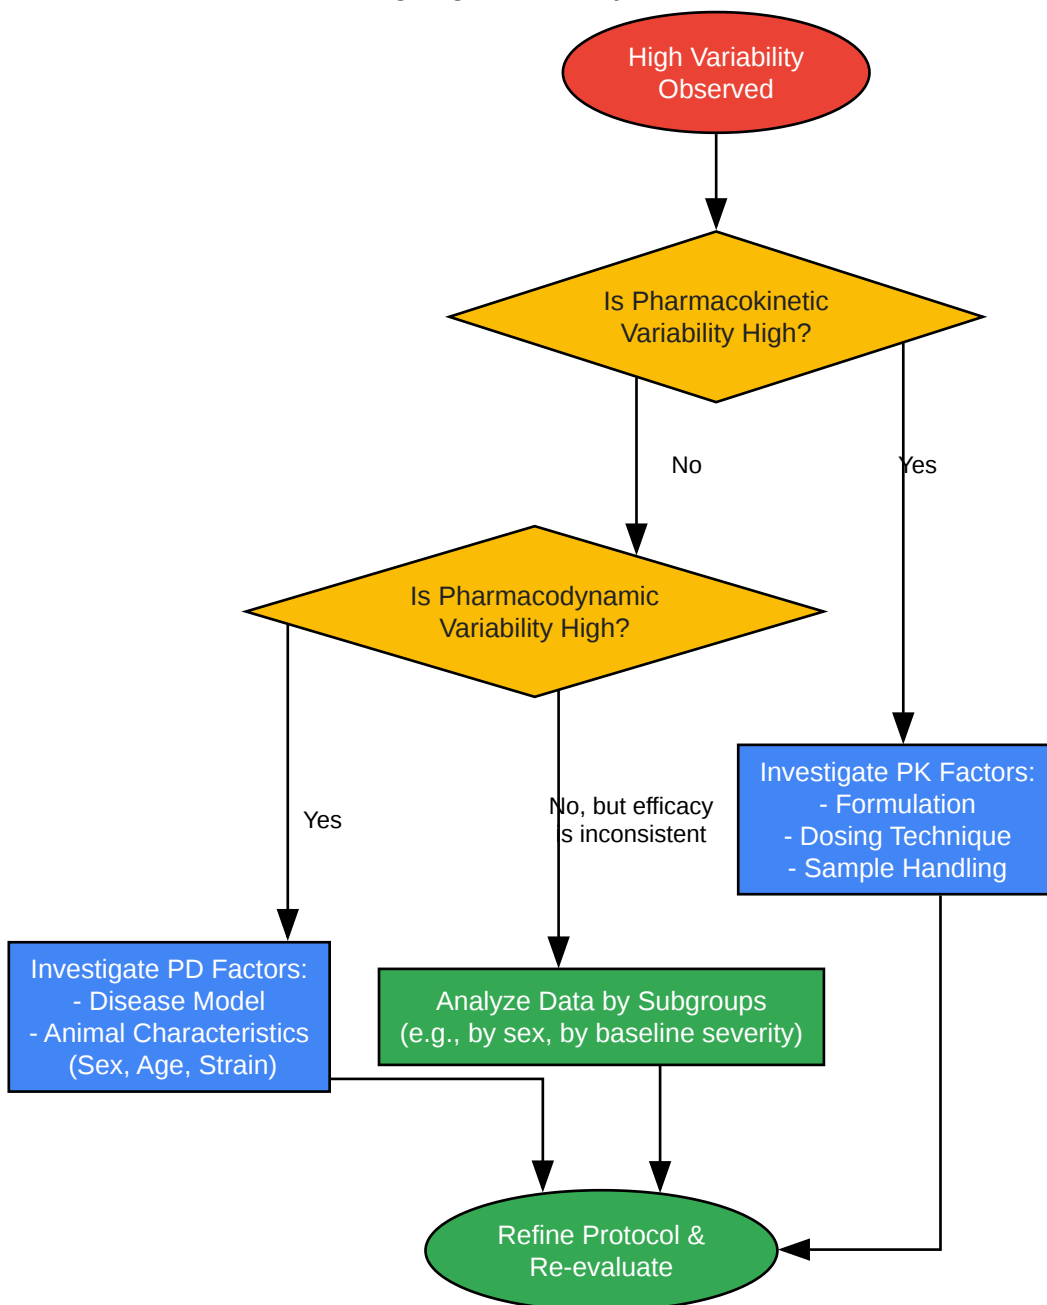 High Variability
Observed
Is Pharmacokinetic
Variability High?
No
Yes
Is Pharmacodynamic
Variability High?
Yes
No, but efficacy
is inconsistent
Investigate PK Factors:
- Formulation
- Dosing Technique
- Sample Handling
Investigate PD Factors:
- Disease Model
- Animal Characteristics
(Sex, Age, Strain)
Analyze Data by Subgroups
(e.g., by sex, by baseline severity)
Refine Protocol &
Re-evaluate